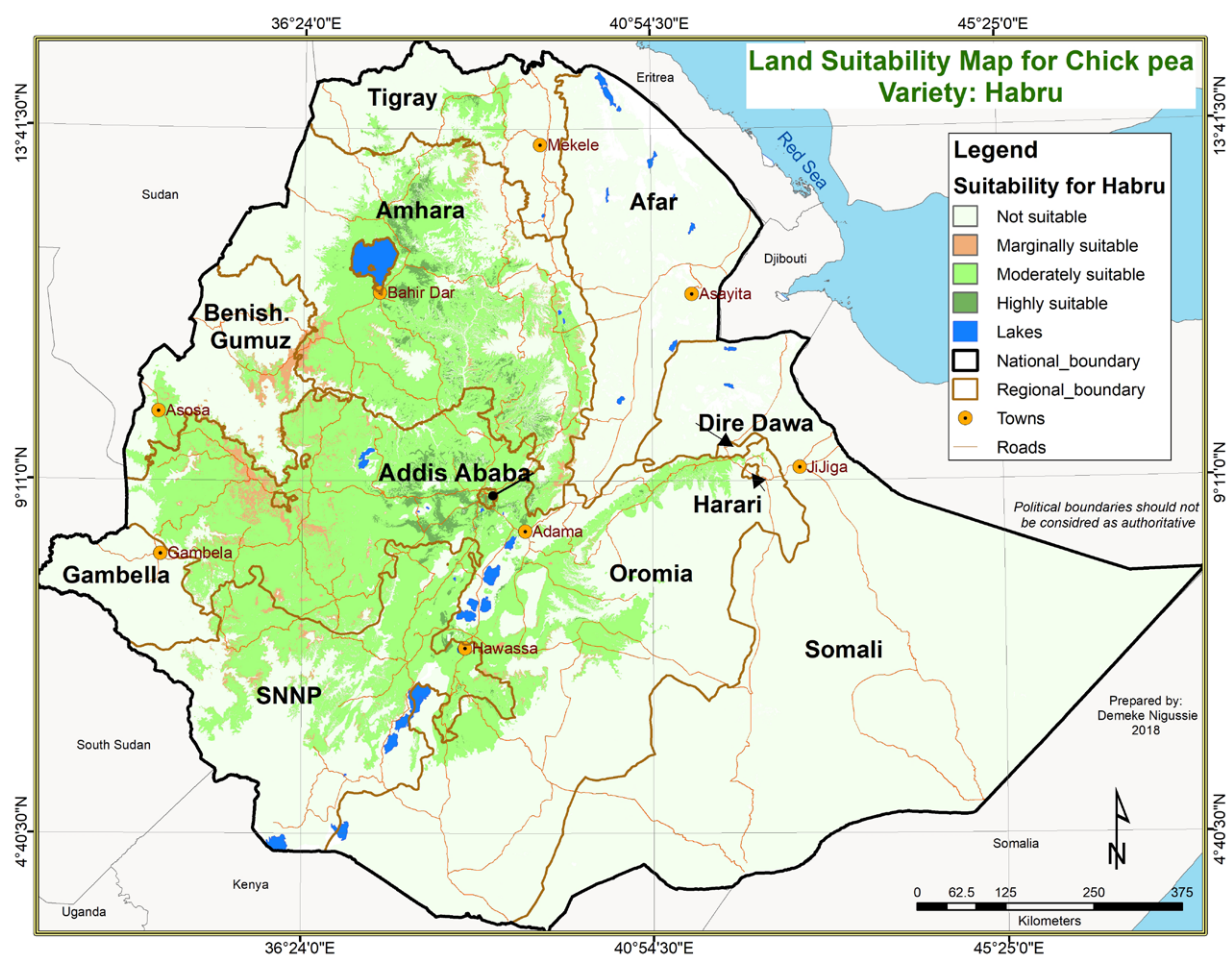 36°24'0"E
40°54'30"E
45°25'0"E
Land Suitability Map for Chick pea
Variety: Habru
Eritrea
Tigray
13°41'30"N
13°41'30"N
Mekele
Red Sea
Legend
Suitability for Habru
Not suitable
Marginally suitable
Moderately suitable
Highly suitable
Lakes
National_boundary
Regional_boundary
Towns
Roads
Sudan
Amhara
Afar
Djibouti
Bahir Dar
Asayita
Benish.
Gumuz
Asosa
Dire Dawa
Addis Ababa
JiJiga
9°11'0"N
9°11'0"N
Harari
Political boundaries should not
be considred as authoritative
Adama
Gambela
Gambella
Oromia
Hawassa
Somali
SNNP
Prepared by:
Demeke Nigussie
2018
South Sudan
4°40'30"N
4°40'30"N
N
Somalia
Kenya
Uganda
0 62.5 125 250 375
Kilometers
36°24'0"E
40°54'30"E
45°25'0"E